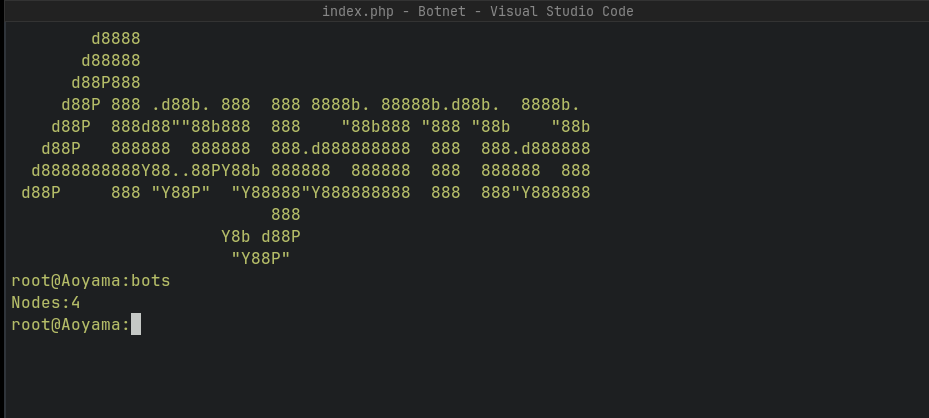 index.php - Botnet - Visual Studio Code
        d8888
       d88888
      d88P888
     d88P 888 .d88b. 888  888 8888b. 88888b.d88b.  8888b.
    d88P  888d88""88b888  888    "88b888 "888 "88b    "88b
   d88P   888888  888888  888.d888888888  888  888.d888888
  d8888888888Y88..88PY88b 888888  888888  888  888888  888
 d88P     888 "Y88P"  "Y88888"Y888888888  888  888"Y888888
                          888
                     Y8b d88P
                      "Y88P"
root@Aoyama:bots
Nodes:4
root@Aoyama: